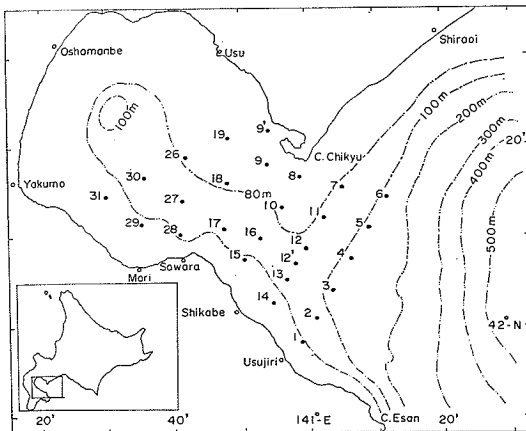 Shiraoi
Oshamanbe
Usu
100m
200m
300m
400m
20'
500m
100m
19
9'
9
C. Chikyu
26
8
18
80m
7
6
Yakumo
30
31
27
10
11
5
29
28
17
16
12
12'
4
15
13
3
Mori
Sawara
14
2
Shikabe
1
42-N
Usujiri
C.Esan
20'
40'
141°-E
20'